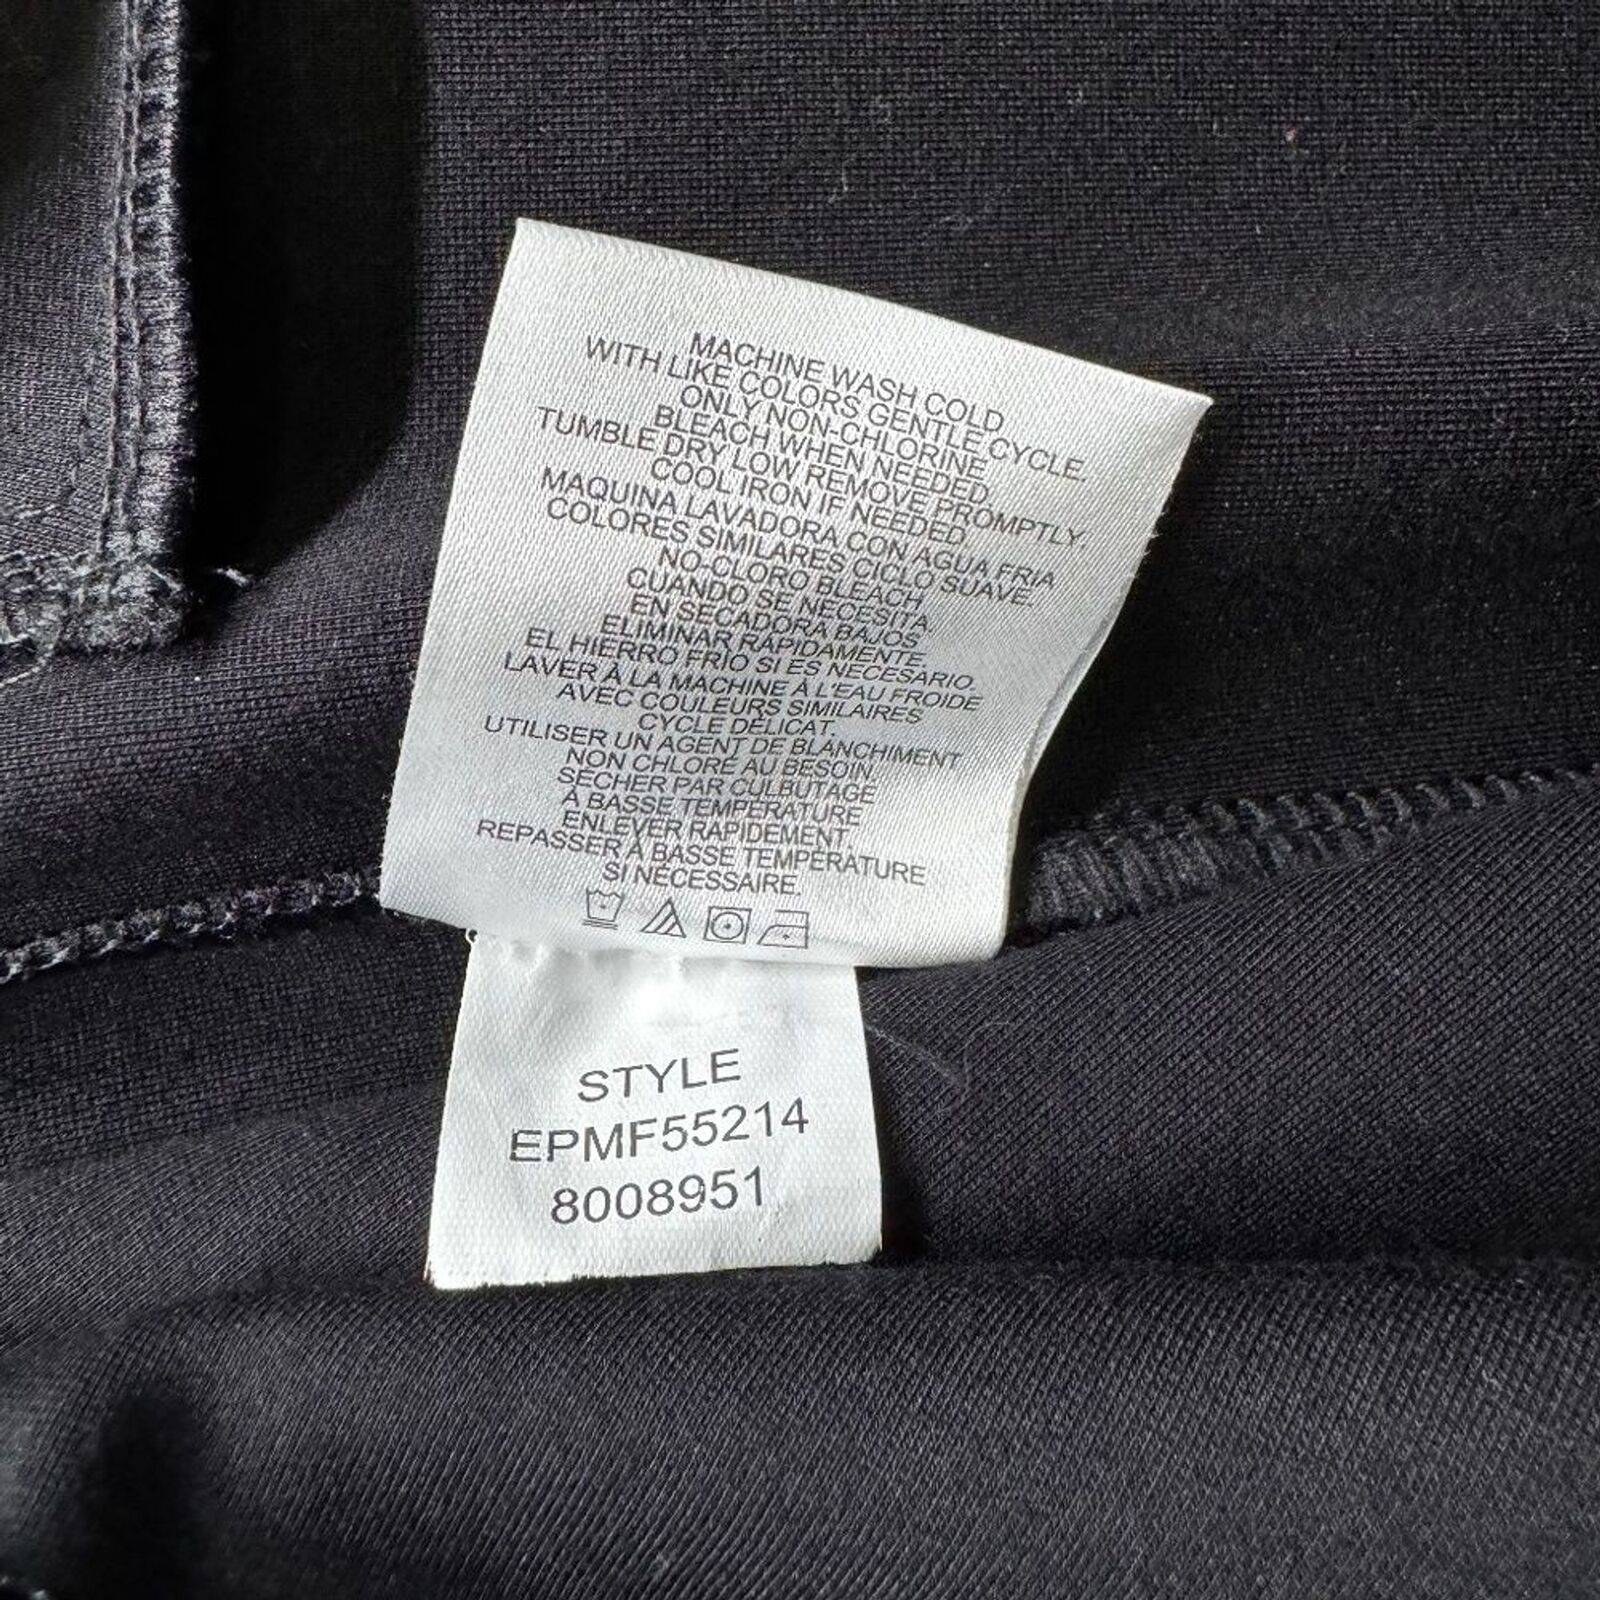 MACHINE WASH COLD
WITH LIKE COLORS GENTLE CYCLE.
ONLY NON-CHLORINE
BLEACH WHEN NEEDED.
TUMBLE DRY LOW REMOVE PROMPTLY.
COOL IRON IF NEEDED.
MAQUINA LAVADORA CON AGUA FRIA
COLORES SIMILARES CICLO SUAVE.
NO-CLORO BLEACH
CUANDO SE NECESITA.
EN SECADORA BAJOS
ELIMINAR RÁPIDAMENTE.
EL HIERRO FRÍO SI ES NECESARIO.
LAVER À LA MACHINE À L'EAU FROIDE
AVEC COULEURS SIMILAIRES
CYCLE DÉLICAT.
UTILISER UN AGENT DE BLANCHIMENT
NON CHLORÉ AU BESOIN.
SÉCHER PAR CULBUTAGE
À BASSE TEMPÉRATURE
ENLEVER RAPIDEMENT.
REPASSER À BASSE TEMPÉRATURE
SI NÉCESSAIRE.
STYLE
EPMF55214
8008951